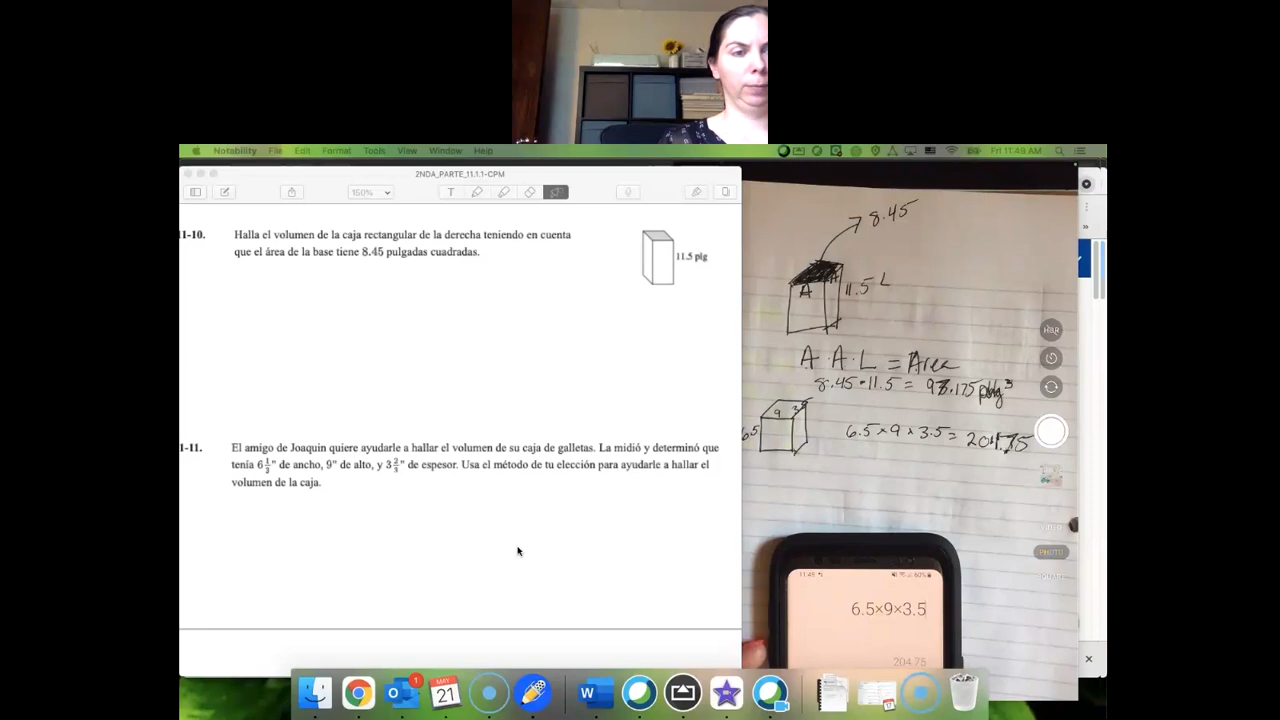 Notability File Edit Format Tools View Window Help
Fri 11:49 AM
2NDA_PARTE_11.1.1-CPM
150%
T
11-10. Halla el volumen de la caja rectangular de la derecha teniendo en cuenta
que el área de la base tiene 8.45 pulgadas cuadradas.
11.5 plg
1-11. El amigo de Joaquin quiere ayudarle a hallar el volumen de su caja de galletas. La midió y determinó que
tenía 6 1/2" de ancho, 9" de alto, y 3 2/3" de espesor. Usa el método de tu elección para ayudarle a hallar el
volumen de la caja.
8.45
A
11.5 L
A · A · L = Area
8.45 · 11.5 = 97.175 plg³
9
6.5
6.5 × 9 × 3.5 = 204.75
HDR
PHOTO
11:49
60%
6.5×9×3.5
204.75
1
MAY
21
W
17